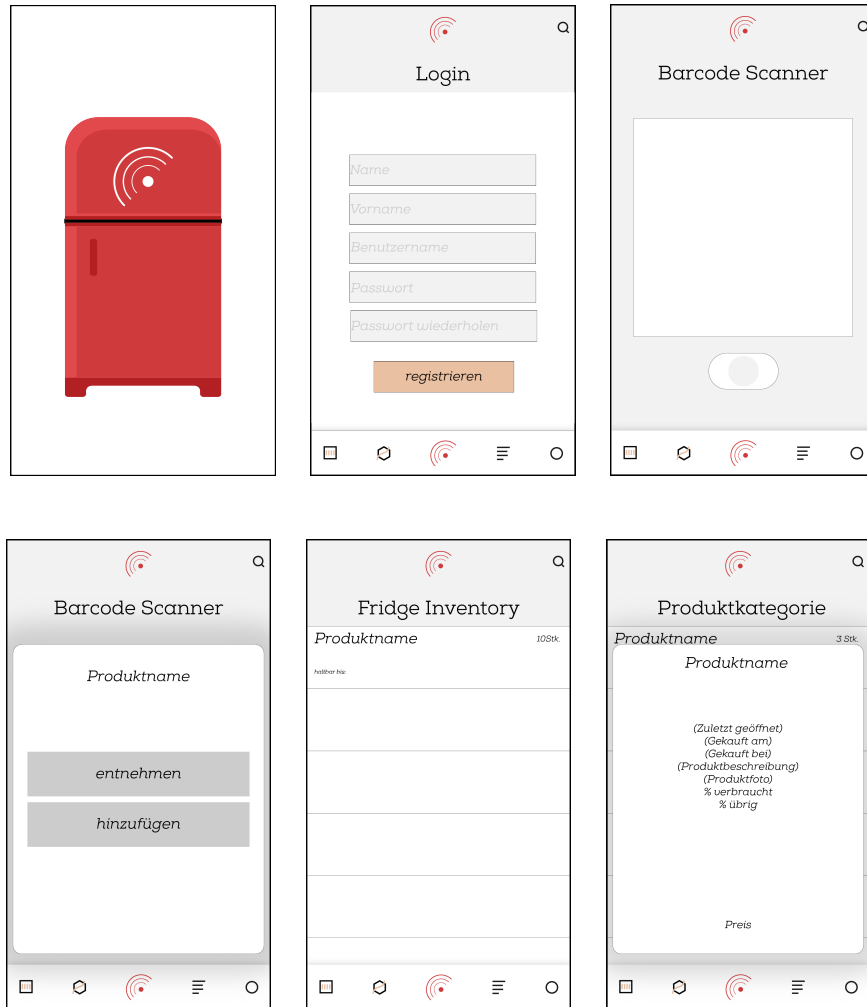 Login
Name
Vorname
Benutzername
Passwort
Passwort wiederholen
registrieren
Barcode Scanner
Barcode Scanner
Produktname
entnehmen
hinzufügen
Fridge Inventory
Produktname 10Stk.
haltbar bis:
Produktkategorie
Produktname 3 Stk.
Produktname
(Zuletzt geöffnet)
(Gekauft am)
(Gekauft bei)
(Produktbeschreibung)
(Produktfoto)
% verbraucht
% übrig
Preis